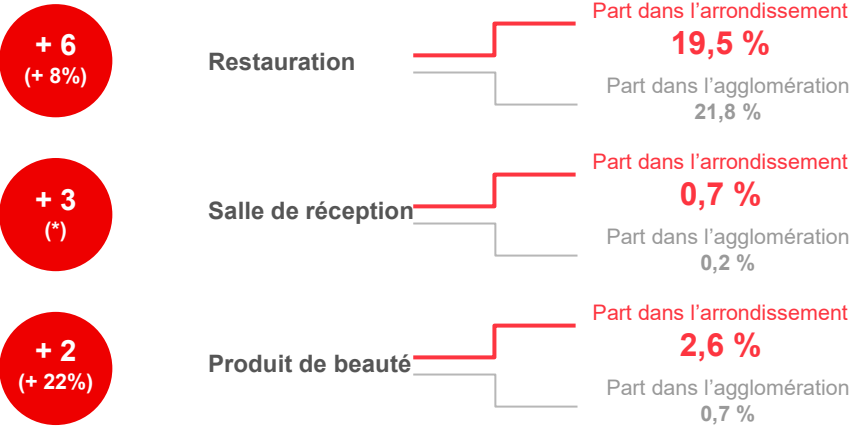 + 6
(+ 8%)
Restauration
Part dans l’arrondissement
19,5 %
Part dans l’agglomération
21,8 %
+ 3
(*)
Salle de réception
Part dans l’arrondissement
0,7 %
Part dans l’agglomération
0,2 %
+ 2
(+ 22%)
Produit de beauté
Part dans l’arrondissement
2,6 %
Part dans l’agglomération
0,7 %